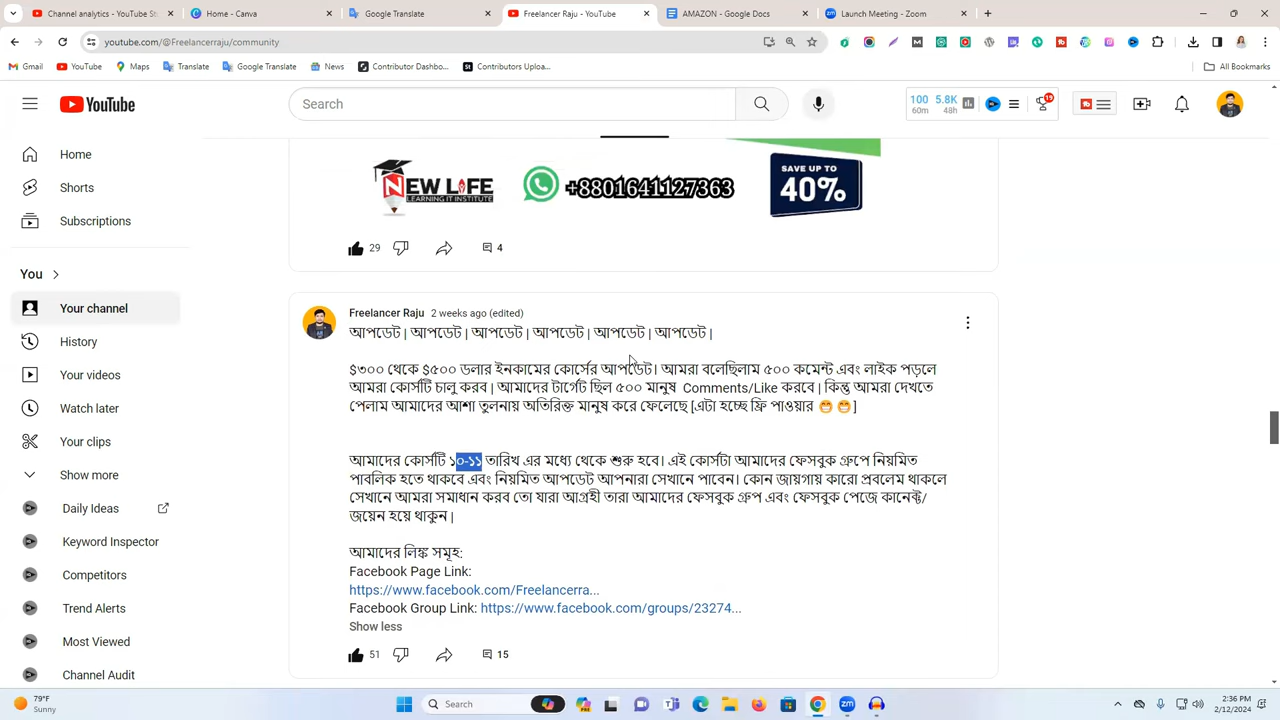 Channel analytics - YouTube St
Home - Canva
Google Translate
Freelancer Raju - YouTube
AMAZON - Google Docs
Launch Meeting - Zoom
youtube.com/@Freelancerraju/community
Gmail
YouTube
Maps
Translate
Google Translate
News
Contributor Dashbo...
Contributors Uploa...
All Bookmarks
YouTube
Search
100 5.8K
60m 48h
15
Home
Shorts
Subscriptions
You
Your channel
History
Your videos
Watch later
Your clips
Show more
Daily Ideas
Keyword Inspector
Competitors
Trend Alerts
Most Viewed
Channel Audit
NEW LIFE
LEARNING IT INSTITUTE
+8801641127363
SAVE UP TO
40%
29
4
Freelancer Raju 2 weeks ago (edited)
আপডেট | আপডেট | আপডেট | আপডেট | আপডেট | আপডেট |
$৩০০ থেকে $৫০০ ডলার ইনকামের কোর্সের আপডেট। আমরা বলেছিলাম ৫০০ কমেন্ট এবং লাইক পড়লে
আমরা কোর্সটি চালু করব | আমাদের টার্গেট ছিল ৫০০ মানুষ Comments/Like করবে | কিন্তু আমরা দেখতে
পেলাম আমাদের আশা তুলনায় অতিরিক্ত মানুষ করে ফেলেছে [এটা হচ্ছে ফ্রি পাওয়ার 😁 😁 ]
আমাদের কোর্সটি ১০-১১ তারিখ এর মধ্যে থেকে শুরু হবে। এই কোর্সটা আমাদের ফেসবুক গ্রুপে নিয়মিত
পাবলিক হতে থাকবে এবং নিয়মিত আপডেট আপনারা সেখানে পাবেন। কোন জায়গায় কারো প্রবলেম থাকলে
সেখানে আমরা সমাধান করব তো যারা আগ্রহী তারা আমাদের ফেসবুক গ্রুপ এবং ফেসবুক পেজে কানেক্ট/
জয়েন হয়ে থাকুন |
আমাদের লিঙ্ক সমূহ:
Facebook Page Link:
https://www.facebook.com/Freelancerra...
Facebook Group Link: https://www.facebook.com/groups/23274...
Show less
51
15
79°F
Sunny
Search
2:36 PM
2/12/2024